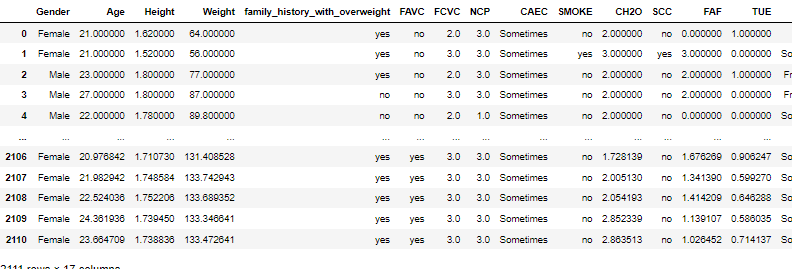 Gender Age Height Weight family_history_with_overweight FAVC FCVC NCP CAEC SMOKE CH2O SCC FAF TUE
0 Female 21.000000 1.620000 64.000000 yes no 2.0 3.0 Sometimes no 2.000000 no 0.000000 1.000000
1 Female 21.000000 1.520000 56.000000 yes no 3.0 3.0 Sometimes yes 3.000000 yes 3.000000 0.000000 So
2 Male 23.000000 1.800000 77.000000 yes no 2.0 3.0 Sometimes no 2.000000 no 2.000000 1.000000 Fr
3 Male 27.000000 1.800000 87.000000 no no 3.0 3.0 Sometimes no 2.000000 no 2.000000 0.000000 Fr
4 Male 22.000000 1.780000 89.800000 no no 2.0 1.0 Sometimes no 2.000000 no 0.000000 0.000000 So
... ... ... ... ... ... ... ... ... ... ... ... ... ... ...
2106 Female 20.976842 1.710730 131.408528 yes yes 3.0 3.0 Sometimes no 1.728139 no 1.676269 0.906247 So
2107 Female 21.982942 1.748584 133.742943 yes yes 3.0 3.0 Sometimes no 2.005130 no 1.341390 0.599270 So
2108 Female 22.524036 1.752206 133.689352 yes yes 3.0 3.0 Sometimes no 2.054193 no 1.414209 0.646288 So
2109 Female 24.361936 1.739450 133.346641 yes yes 3.0 3.0 Sometimes no 2.852339 no 1.139107 0.586035 So
2110 Female 23.664709 1.738836 133.472641 yes yes 3.0 3.0 Sometimes no 2.863513 no 1.026452 0.714137 So
2111 rows × 17 columns